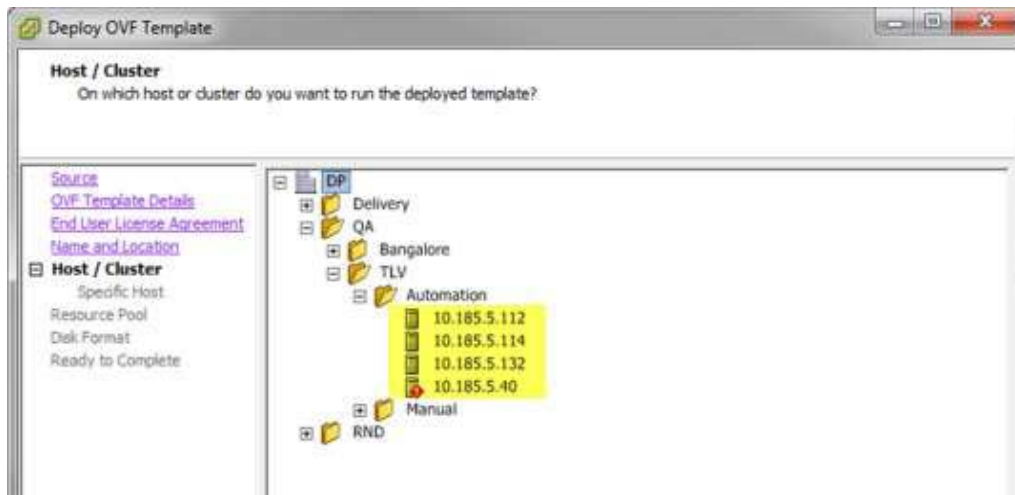 Deploy OVF Template
Host / Cluster
On which host or cluster do you want to run the deployed template?
Source
OVF Template Details
End User License Agreement
Name and Location
Host / Cluster
Specific Host
Resource Pool
Disk Format
Ready to Complete
DP
Delivery
QA
Bangalore
TLV
Automation
10.185.5.112
10.185.5.114
10.185.5.132
10.185.5.40
Manual
RND